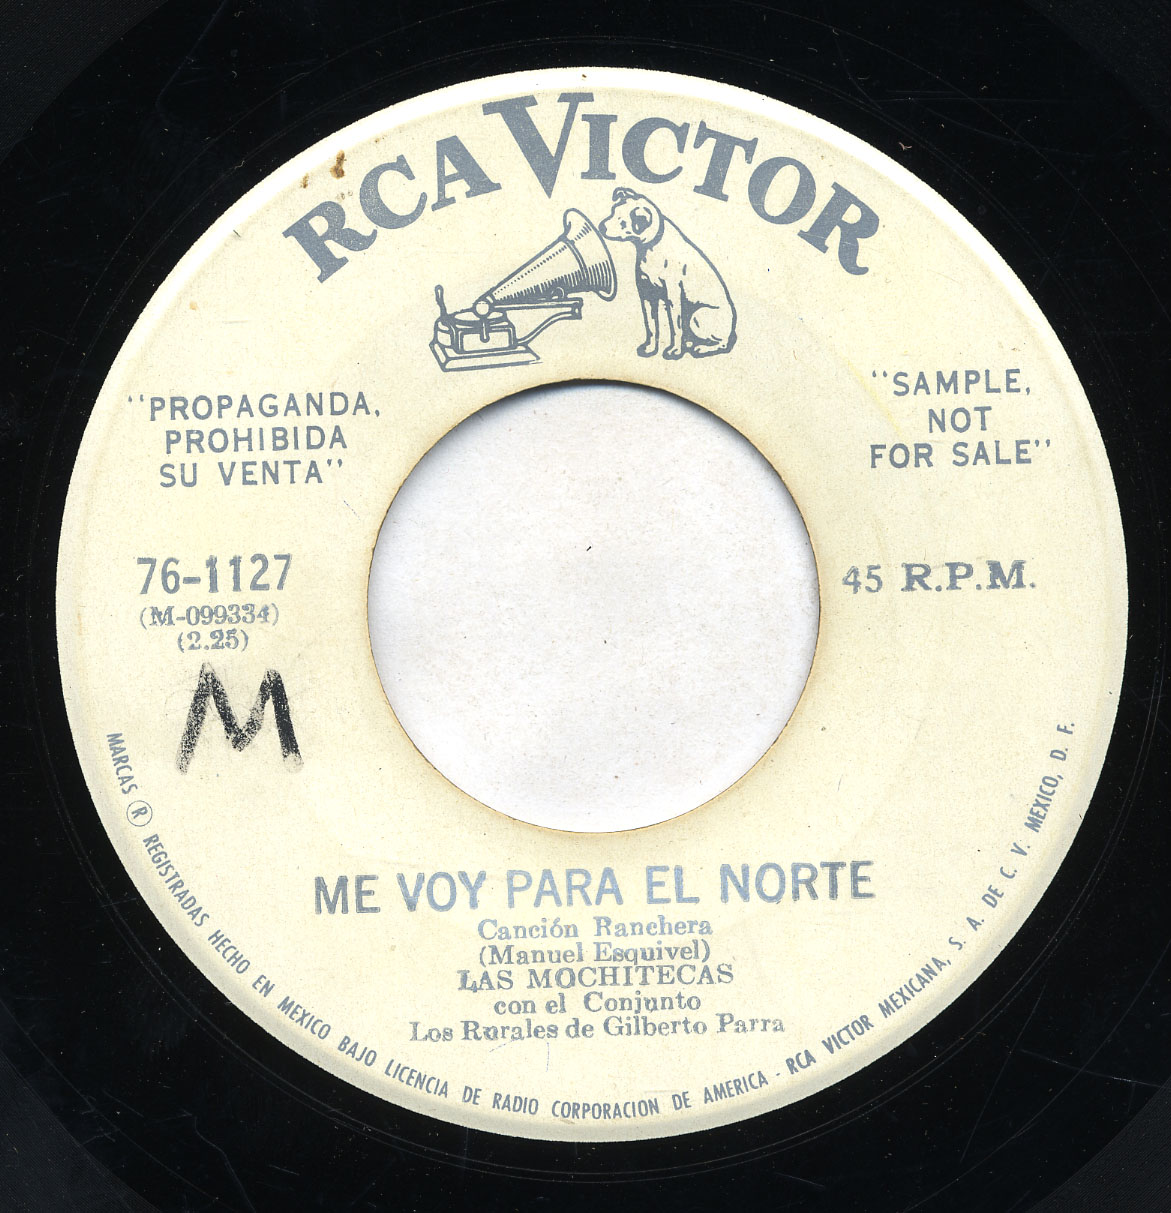 RCA VICTOR
"PROPAGANDA,
PROHIBIDA
SU VENTA"
"SAMPLE,
NOT
FOR SALE"
76-1127
(M-099334)
(2.25)
M
45 R.P.M.
ME VOY PARA EL NORTE
Canción Ranchera
(Manuel Esquivel)
LAS MOCHITECAS
con el Conjunto
Los Rurales de Gilberto Parra
MARCAS ® REGISTRADAS HECHO EN MEXICO BAJO LICENCIA DE RADIO CORPORACION DE AMERICA - RCA VICTOR MEXICANA, S. A. DE C. V. MEXICO, D. F.